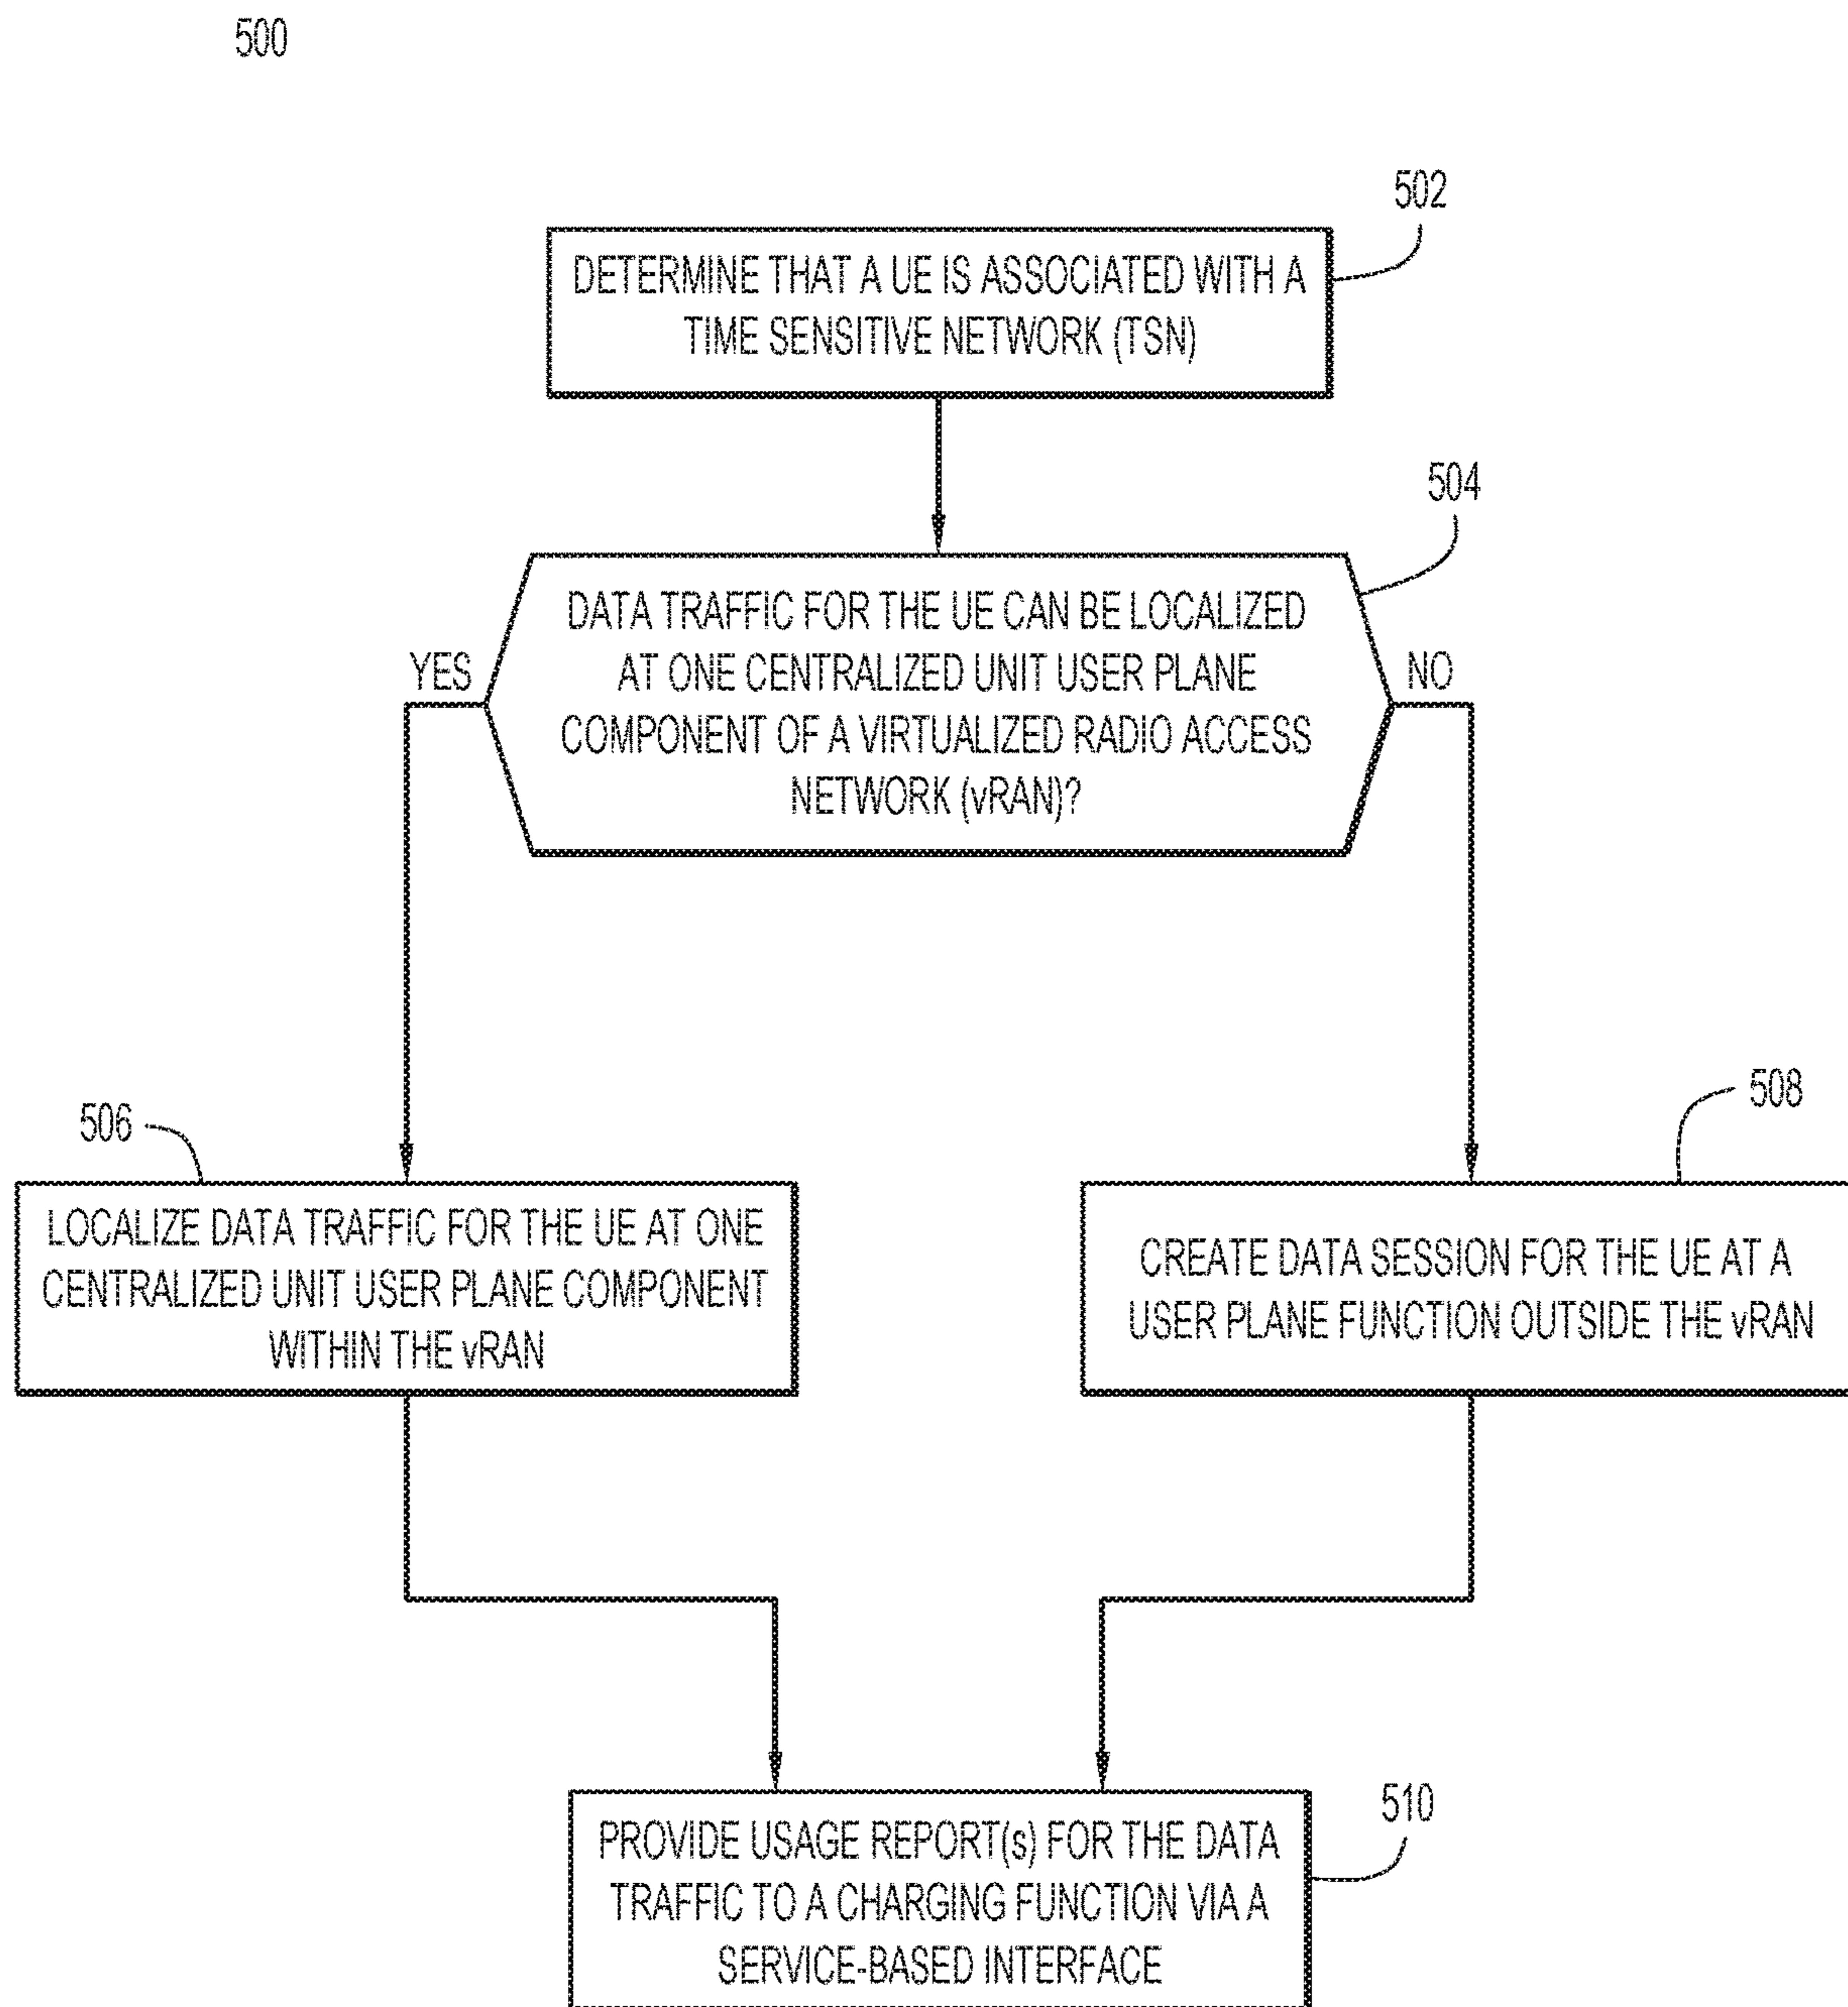 500
502
DETERMINE THAT A UE IS ASSOCIATED WITH A
TIME SENSITIVE NETWORK (TSN)
504
DATA TRAFFIC FOR THE UE CAN BE LOCALIZED
AT ONE CENTRALIZED UNIT USER PLANE
COMPONENT OF A VIRTUALIZED RADIO ACCESS
NETWORK (vRAN)?
YES
NO
506
LOCALIZE DATA TRAFFIC FOR THE UE AT ONE
CENTRALIZED UNIT USER PLANE COMPONENT
WITHIN THE vRAN
508
CREATE DATA SESSION FOR THE UE AT A
USER PLANE FUNCTION OUTSIDE THE vRAN
510
PROVIDE USAGE REPORT(s) FOR THE DATA
TRAFFIC TO A CHARGING FUNCTION VIA A
SERVICE-BASED INTERFACE